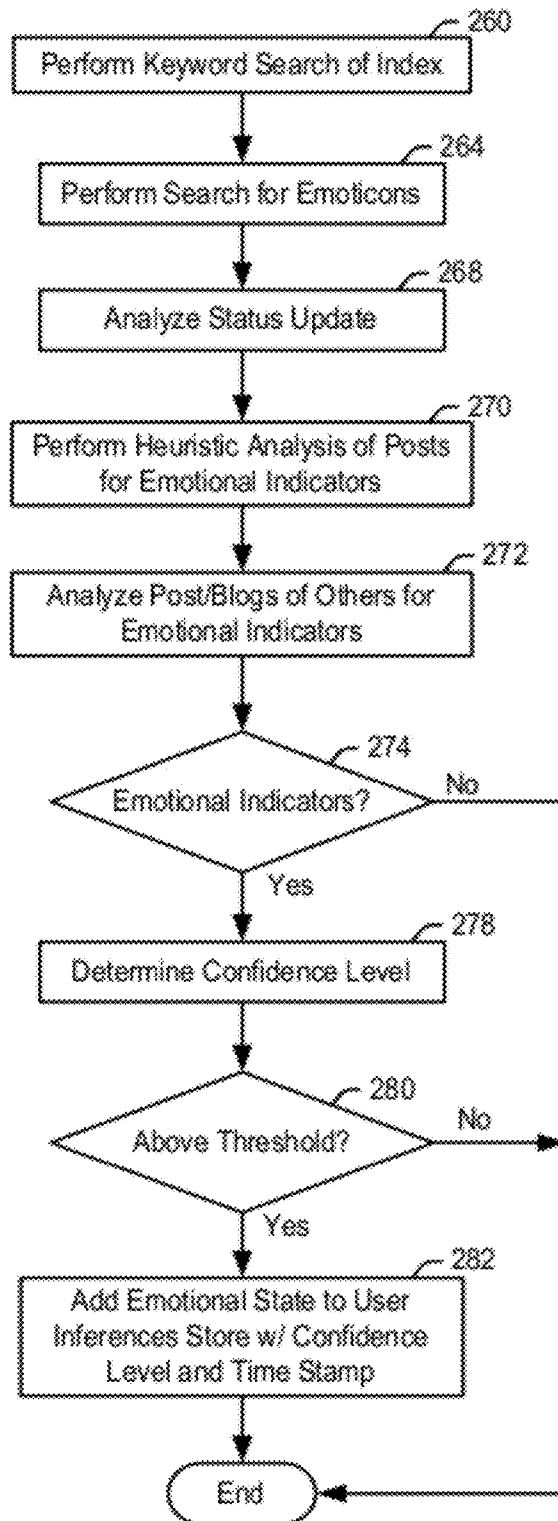 260
Perform Keyword Search of Index
264
Perform Search for Emoticons
268
Analyze Status Update
270
Perform Heuristic Analysis of Posts
for Emotional Indicators
272
Analyze Post/Blogs of Others for
Emotional Indicators
274
Emotional Indicators?
No
Yes
278
Determine Confidence Level
280
Above Threshold?
No
Yes
282
Add Emotional State to User
Inferences Store w/ Confidence
Level and Time Stamp
End